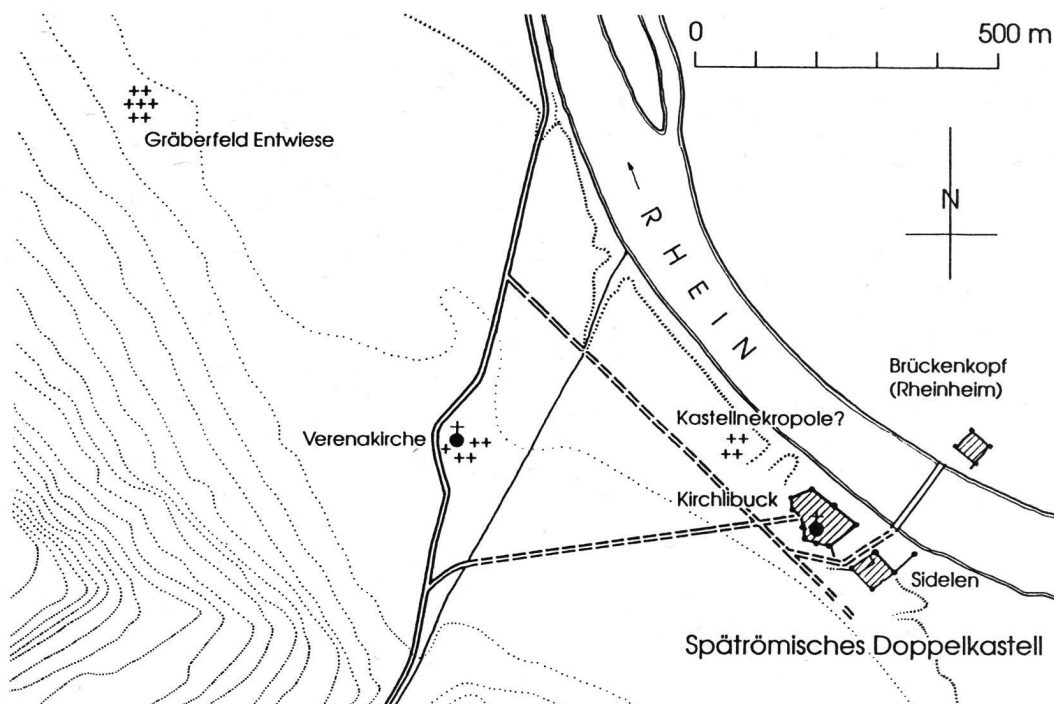 0 500 m
Gräberfeld Entwiese
RHEIN
N
Brückenkopf
(Rheinheim)
Kastellnekropole?
Verenakirche
Kirchlibuck
Sidelen
Spätrömisches Doppelkastell